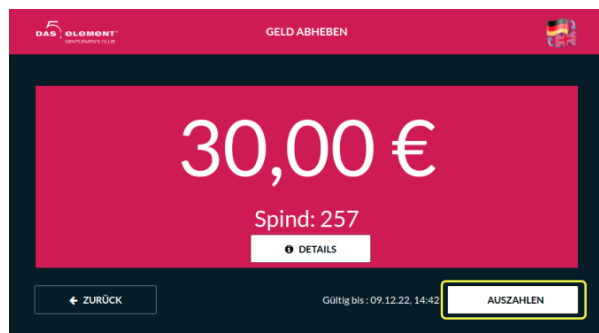 DAS 5 ELEMENT
GENTLEMEN'S CLUB
GELD ABHEBEN
30,00 €
Spind: 257
DETAILS
ZURÜCK
Gültig bis : 09.12.22, 14:42
AUSZAHLEN